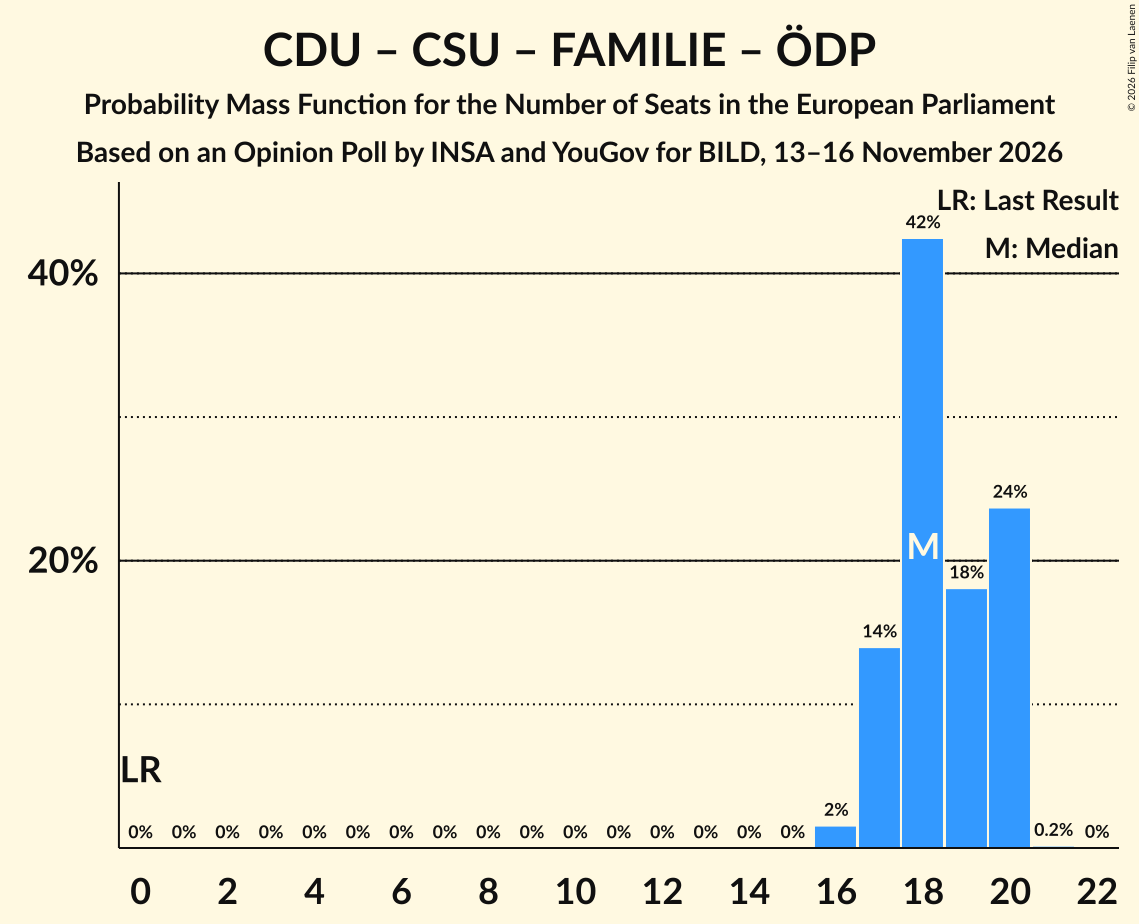 CDU – CSU – FAMILIE – ÖDP
Probability Mass Function for the Number of Seats in the European Parliament
Based on an Opinion Poll by INSA and YouGov for BILD, 13–16 November 2026
© 2026 Filip van Laenen
LR: Last Result
M: Median
40%
20%
42%
24%
18%
14%
2%
0.2%
M
LR
0% 0% 0% 0% 0% 0% 0% 0% 0% 0% 0% 0% 0% 0% 0% 0% 0%
0 2 4 6 8 10 12 14 16 18 20 22